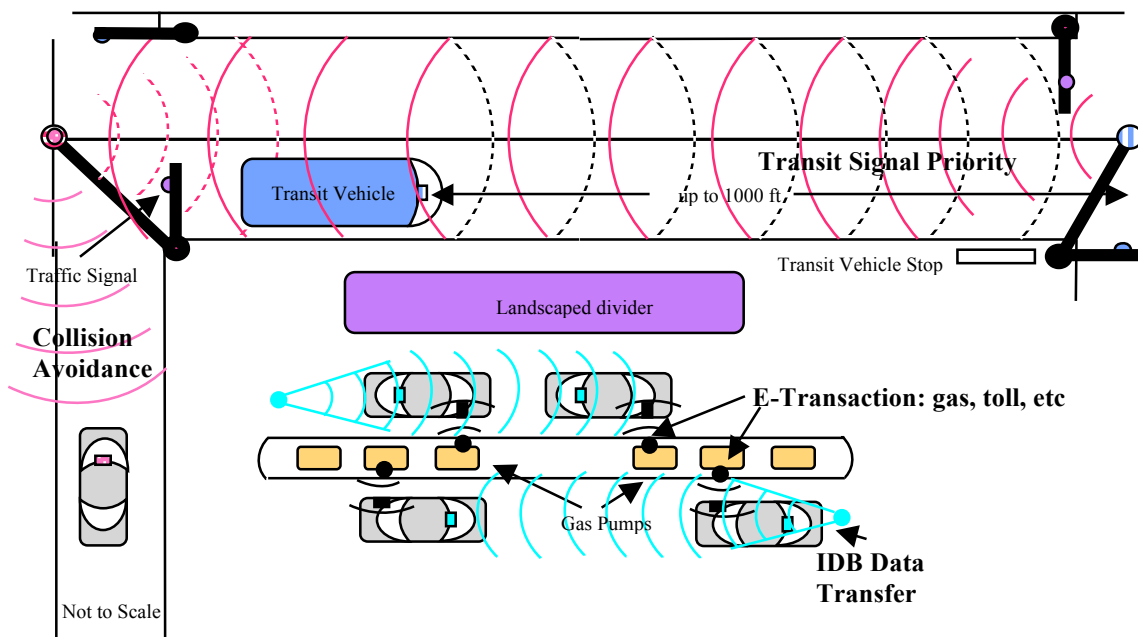 Transit Signal Priority
Transit Vehicle
up to 1000 ft
Traffic Signal
Transit Vehicle Stop
Landscaped divider
Collision
Avoidance
E-Transaction: gas, toll, etc
Gas Pumps
IDB Data
Transfer
Not to Scale